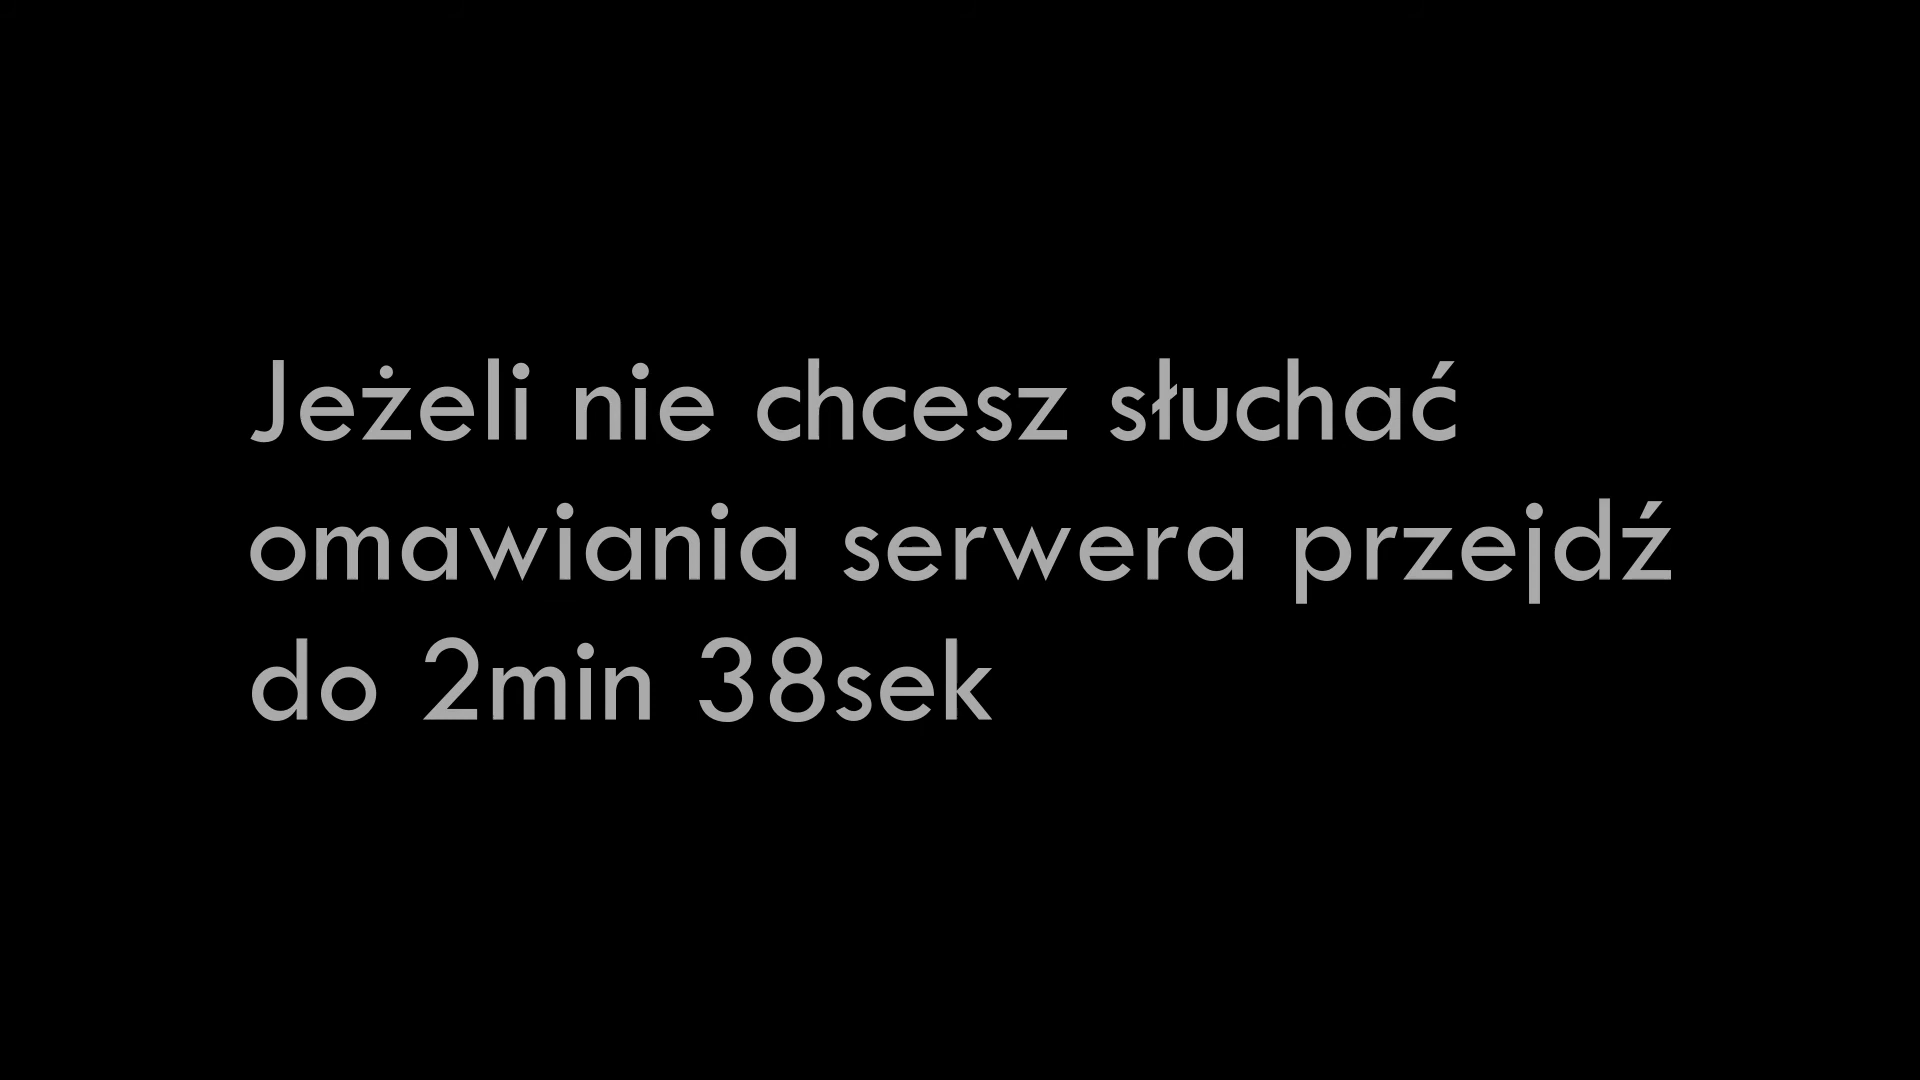 Jeżeli nie chcesz słuchać
omawiania serwera przejdź
do 2min 38sek